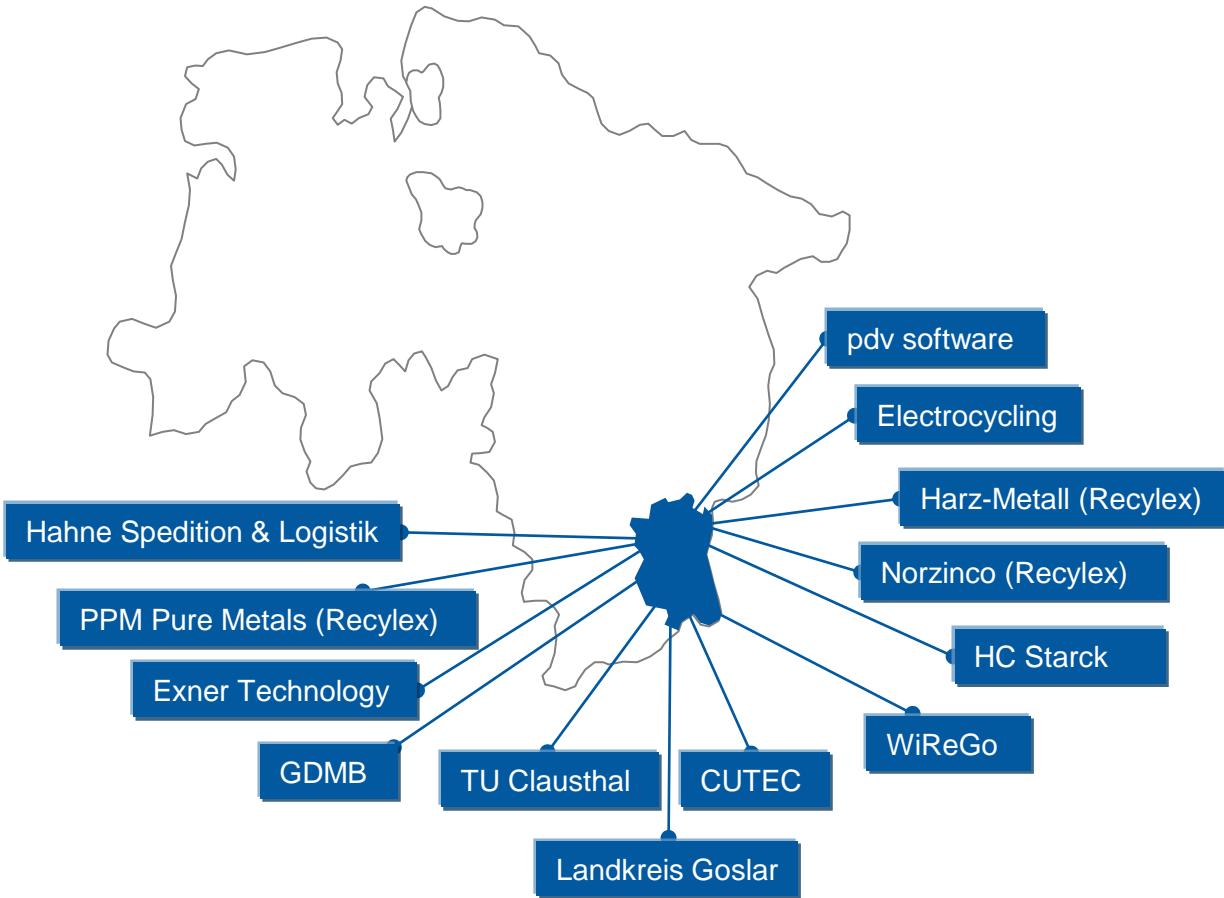 pdv software
Electrocycling
Harz-Metall (Recylex)
Hahne Spedition & Logistik
Norzinco (Recylex)
PPM Pure Metals (Recylex)
HC Starck
Exner Technology
WiReGo
GDMB
TU Clausthal
CUTEC
Landkreis Goslar